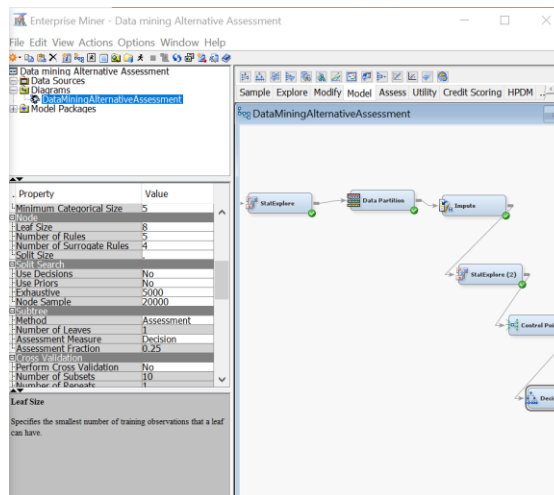 Enterprise Miner - Data mining Alternative Assessment
File Edit View Actions Options Window Help
Data mining Alternative Assessment
Data Sources
Diagrams
DataMiningAlternativeAssessment
Model Packages
Sample Explore Modify Model Assess Utility Credit Scoring HPDM ...
DataMiningAlternativeAssessment
. Property Value
Minimum Categorical Size 5
Node
Leaf Size 8
Number of Rules 5
Number of Surrogate Rules 4
Split Size .
Split Search
Use Decisions No
Use Priors No
Exhaustive 5000
Node Sample 20000
Subtree
Method Assessment
Number of Leaves 1
Assessment Measure Decision
Assessment Fraction 0.25
Cross Validation
Perform Cross Validation No
Number of Subsets 10
Number of Repeats 1
Leaf Size
Specifies the smallest number of training observations that a leaf
can have.
StatExplore
Data Partition
Impute
StatExplore (2)
Control Poi
Deci